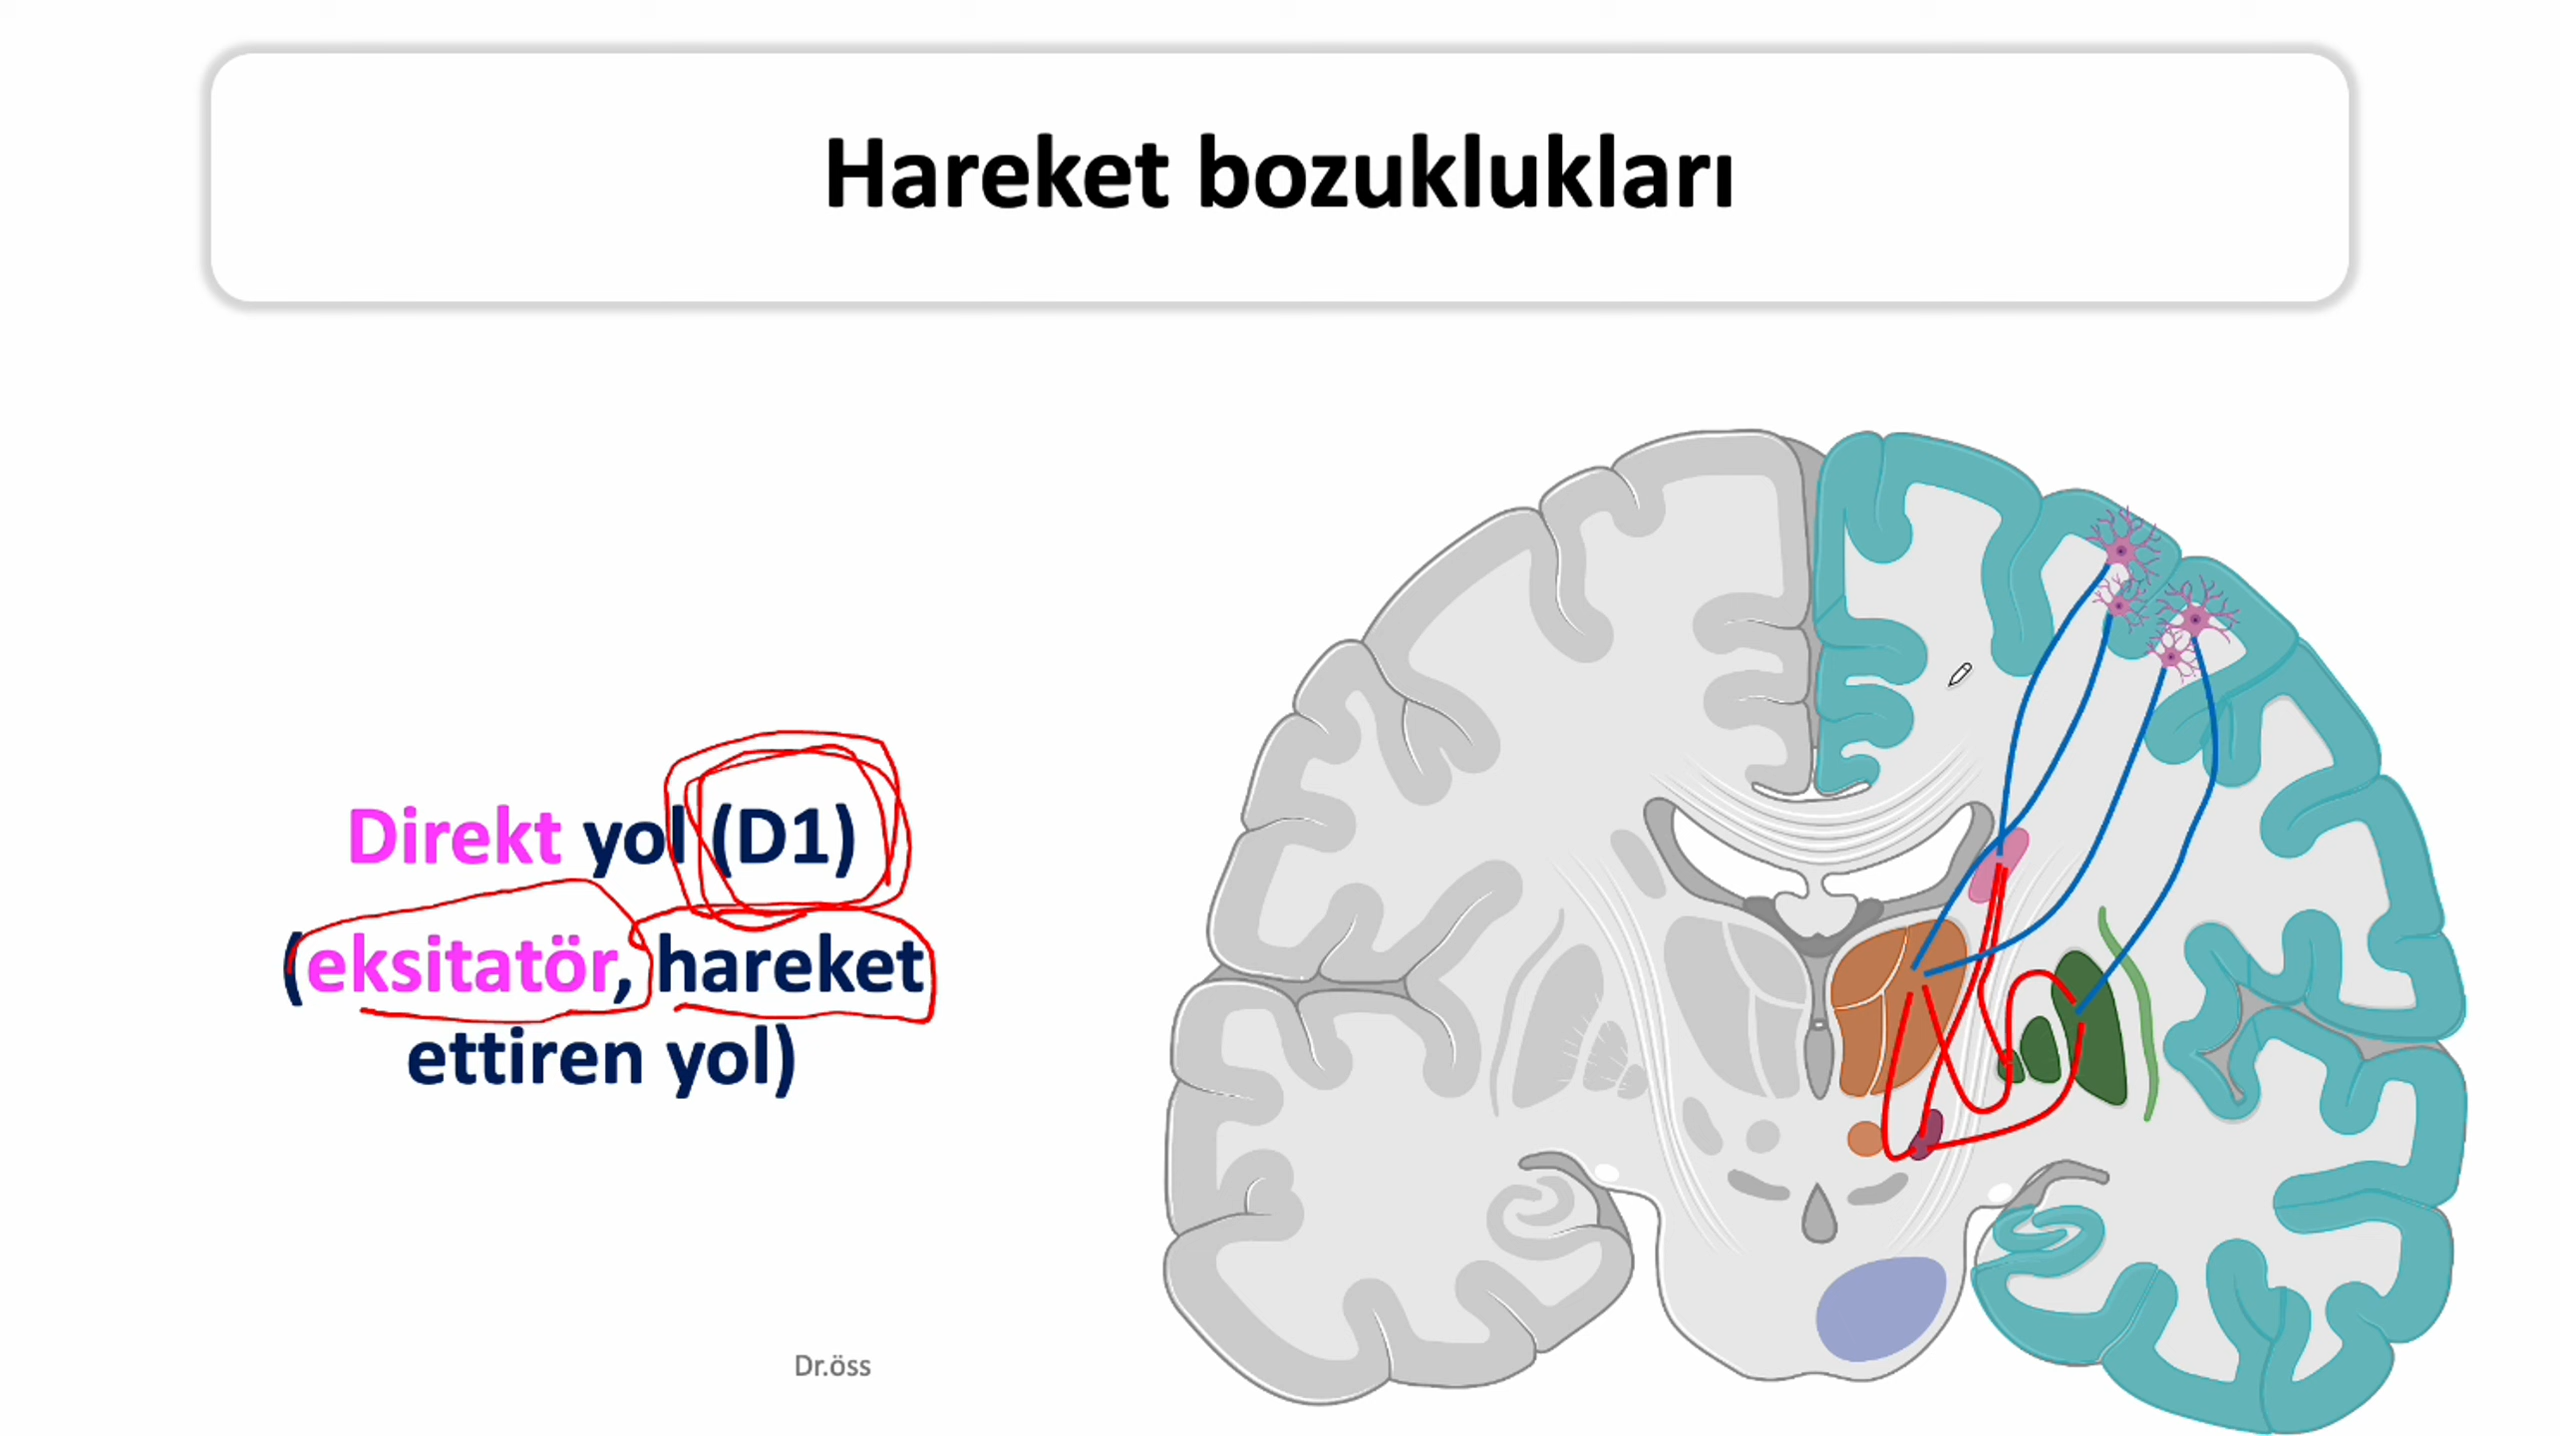 Hareket bozuklukları
Direkt yol (D1)
(eksitatör, hareket
ettiren yol)
Dr.öss